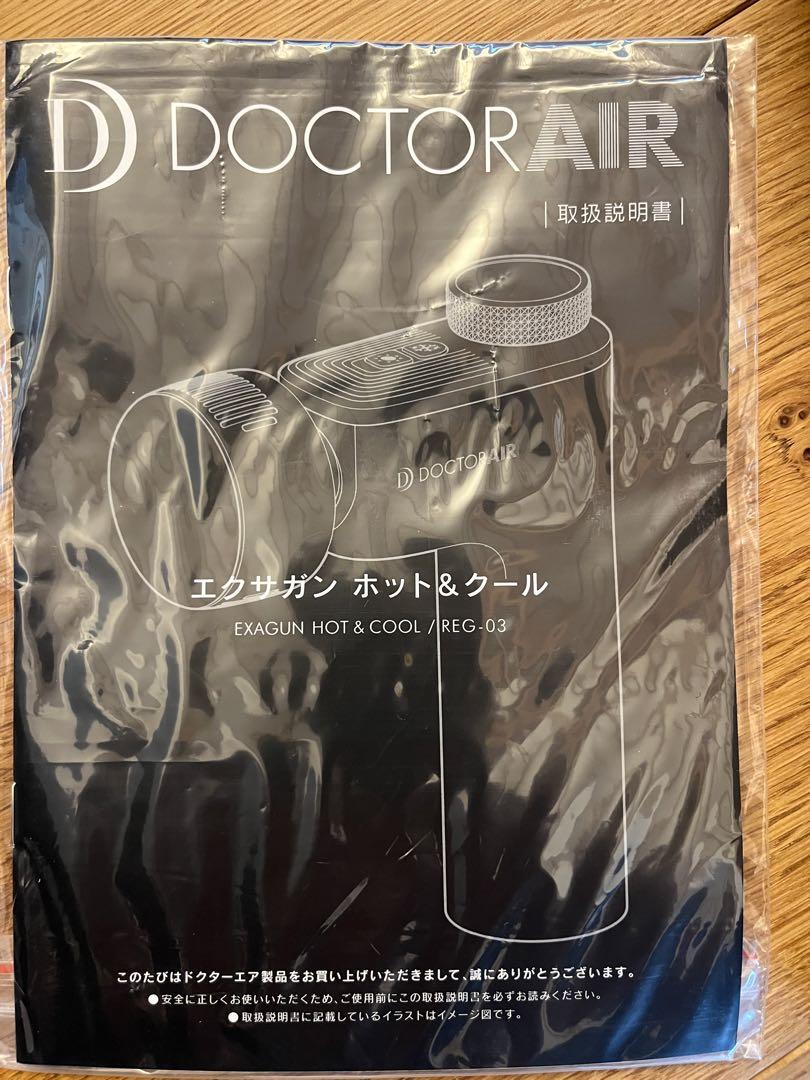 DOCTORAIR
取扱説明書
DOCTORAIR
エクサガン ホット&クール
EXAGUN HOT & COOL / REG-03
このたびはドクターエア製品をお買い上げいただきまして、誠にありがとうございます。
●安全に正しくお使いいただくため、ご使用前にこの取扱説明書を必ずお読みください。
●取扱説明書に記載しているイラストはイメージ図です。